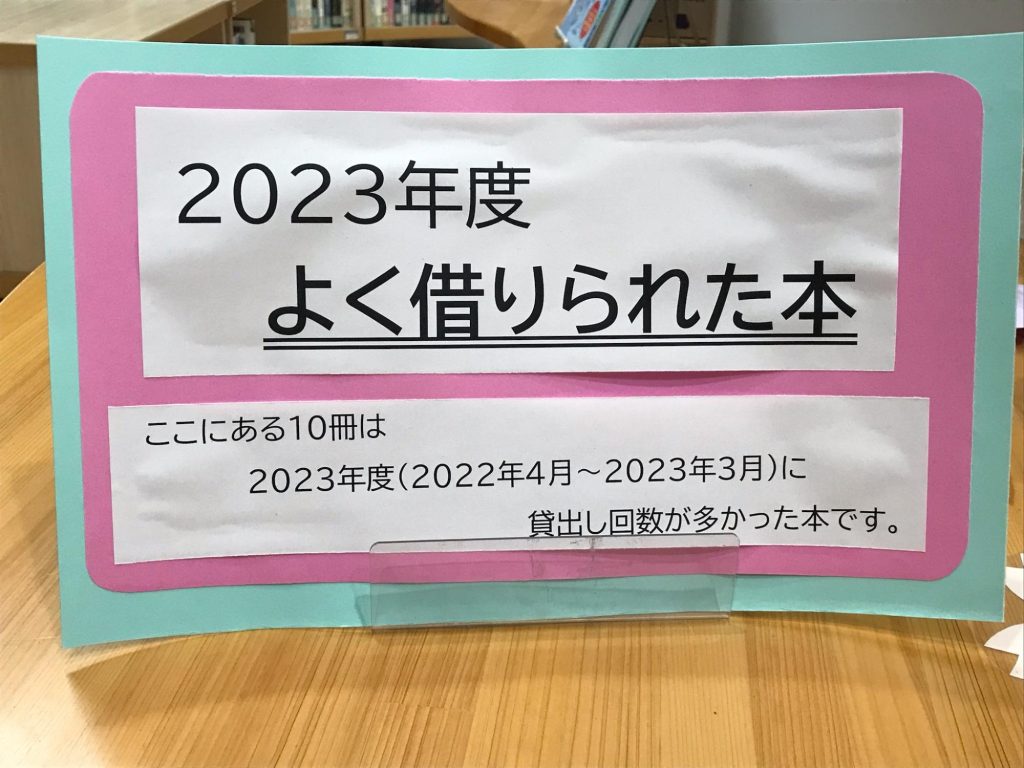 2023年度
よく借りられた本
ここにある10冊は
2023年度(2022年4月～2023年3月)に
貸出し回数が多かった本です。